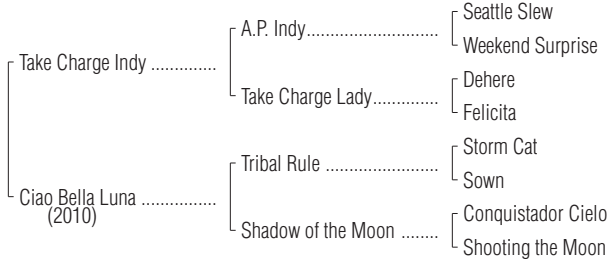 Seattle Slew
A.P. Indy..............................
Weekend Surprise
Take Charge Indy ...............
Dehere
Take Charge Lady...............
Felicita
Storm Cat
Tribal Rule ..........................
Sown
Ciao Bella Luna .................
(2010)
Conquistador Cielo
Shadow of the Moon ........
Shooting the Moon